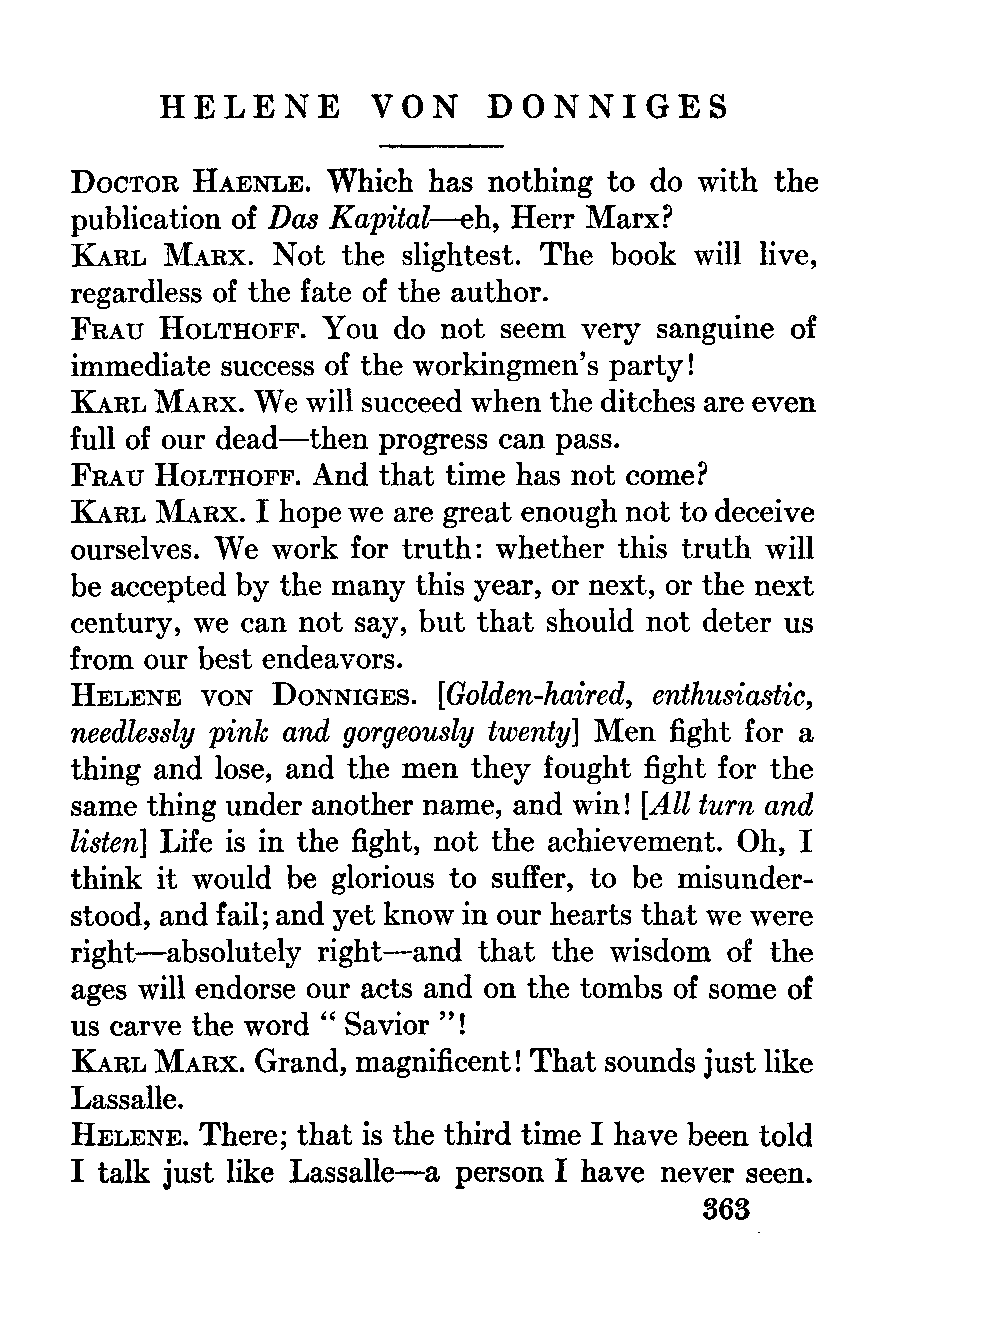 HELENE VON DONNIGES
DOCTOR HAENLE. Which has nothing to do with the
publication of Das Kapital—eh, Herr Marx?
KARL MARX. Not the slightest. The book will live,
regardless of the fate of the author.
FRAU HOLTHOFF. You do not seem very sanguine of
immediate success of the workingmen's party!
KARL MARX. We will succeed when the ditches are even
full of our dead—then progress can pass.
FRAU HOLTHOFF. And that time has not come?
KARL MARX. I hope we are great enough not to deceive
ourselves. We work for truth: whether this truth will
be accepted by the many this year, or next, or the next
century, we can not say, but that should not deter us
from our best endeavors.
HELENE VON DONNIGES. [Golden-haired, enthusiastic,
needlessly pink and gorgeously twenty] Men fight for a
thing and lose, and the men they fought fight for the
same thing under another name, and win! [All turn and
listen] Life is in the fight, not the achievement. Oh, I
think it would be glorious to suffer, to be misunder-
stood, and fail; and yet know in our hearts that we were
right—absolutely right—and that the wisdom of the
ages will endorse our acts and on the tombs of some of
us carve the word “ Savior ”!
KARL MARX. Grand, magnificent! That sounds just like
Lassalle.
HELENE. There; that is the third time I have been told
I talk just like Lassalle—a person I have never seen.
363